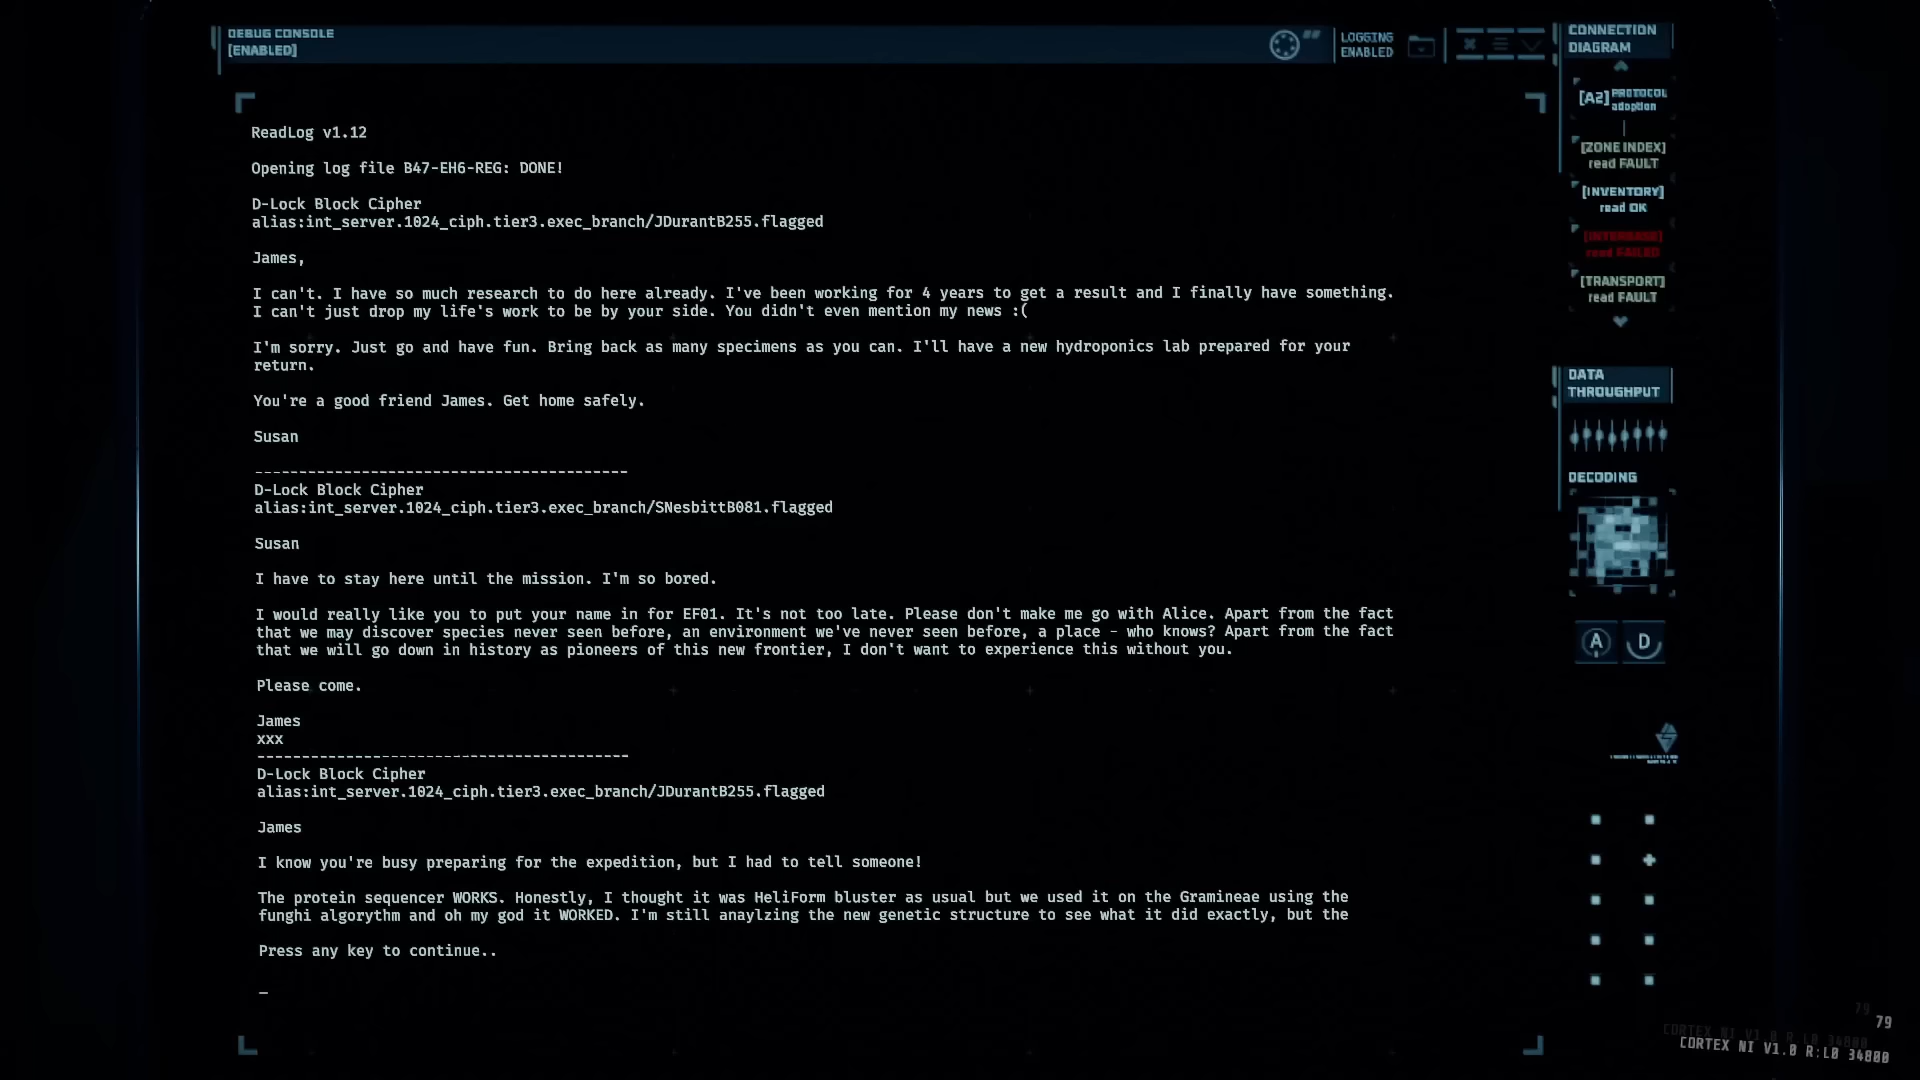 DEBUG CONSOLE
[ENABLED]
LOGGING
ENABLED
ReadLog v1.12
Opening log file B47-EH6-REG: DONE!
D-Lock Block Cipher
alias:int_server.1024_ciph.tier3.exec_branch/JDurantB255.flagged
James,
I can't. I have so much research to do here already. I've been working for 4 years to get a result and I finally have something.
I can't just drop my life's work to be by your side. You didn't even mention my news :(
I'm sorry. Just go and have fun. Bring back as many specimens as you can. I'll have a new hydroponics lab prepared for your
return.
You're a good friend James. Get home safely.
Susan
------------------------------------------
D-Lock Block Cipher
alias:int_server.1024_ciph.tier3.exec_branch/SNesbittB081.flagged
Susan
I have to stay here until the mission. I'm so bored.
I would really like you to put your name in for EF01. It's not too late. Please don't make me go with Alice. Apart from the fact
that we may discover species never seen before, an environment we've never seen before, a place - who knows? Apart from the fact
that we will go down in history as pioneers of this new frontier, I don't want to experience this without you.
Please come.
James
xxx
------------------------------------------
D-Lock Block Cipher
alias:int_server.1024_ciph.tier3.exec_branch/JDurantB255.flagged
James
I know you're busy preparing for the expedition, but I had to tell someone!
The protein sequencer WORKS. Honestly, I thought it was HeliForm bluster as usual but we used it on the Gramineae using the
funghi algorythm and oh my god it WORKED. I'm still anaylzing the new genetic structure to see what it did exactly, but the
Press any key to continue..
_
CONNECTION
DIAGRAM
[A2] PROTOCOL
adoption
[ZONE INDEX]
read FAULT
[INVENTORY]
read OK
[INTERBASE]
read FAILED
[TRANSPORT]
read FAULT
DATA
THROUGHPUT
DECODING
A D
79
CORTEX NI V1.0 R:L0 34800